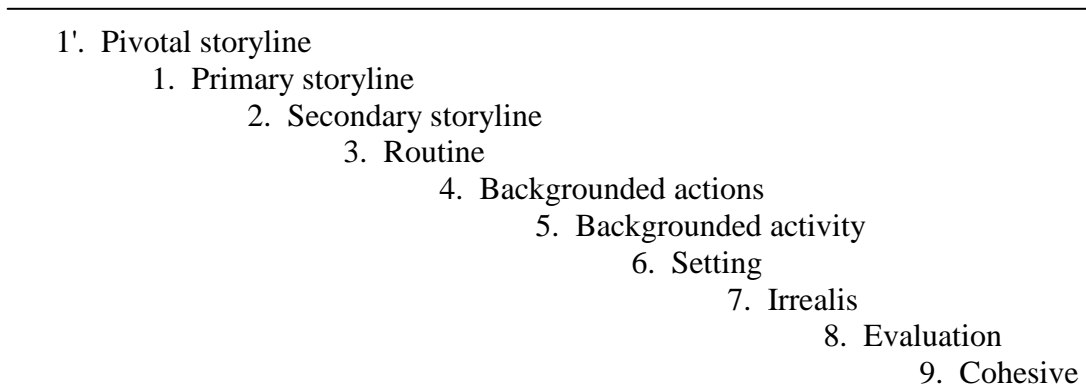 1'. Pivotal storyline
1. Primary storyline
2. Secondary storyline
3. Routine
4. Backgrounded actions
5. Backgrounded activity
6. Setting
7. Irrealis
8. Evaluation
9. Cohesive